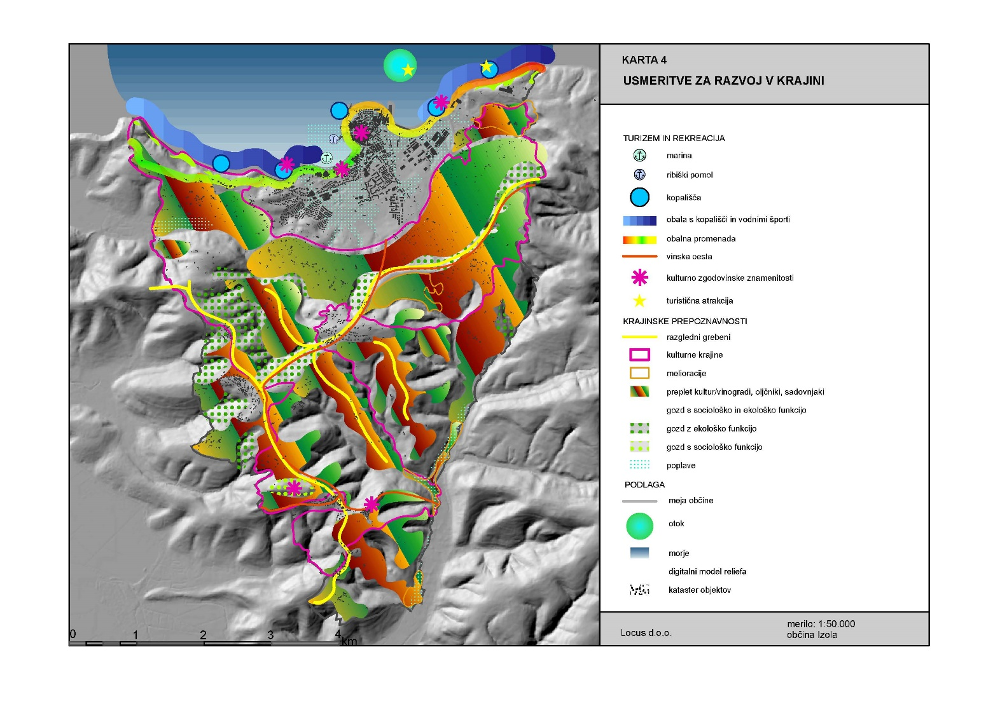 KARTA 4
USMERITVE ZA RAZVOJ V KRAJINI
TURIZEM IN REKREACIJA
marina
ribiški pomol
kopališča
obala s kopališči in vodnimi športi
obalna promenada
vinska cesta
kulturno zgodovinske znamenitosti
turistična atrakcija
KRAJINSKE PREPOZNAVNOSTI
razgledni grebeni
kulturne krajine
melioracije
preplet kultur/vinogradi, oljčniki, sadovnjaki
gozd s sociološko in ekološko funkcijo
gozd z ekološko funkcijo
gozd s sociološko funkcijo
poplave
PODLAGA
meja občine
otok
morje
digitalni model reliefa
kataster objektov
0 1 2 3 4 km
Locus d.o.o.
merilo: 1:50.000
občina Izola